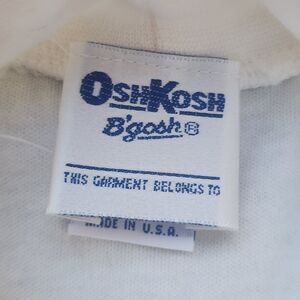 OSHKOSH
B'gosh®
THIS GARMENT BELONGS TO
MADE IN U.S.A.